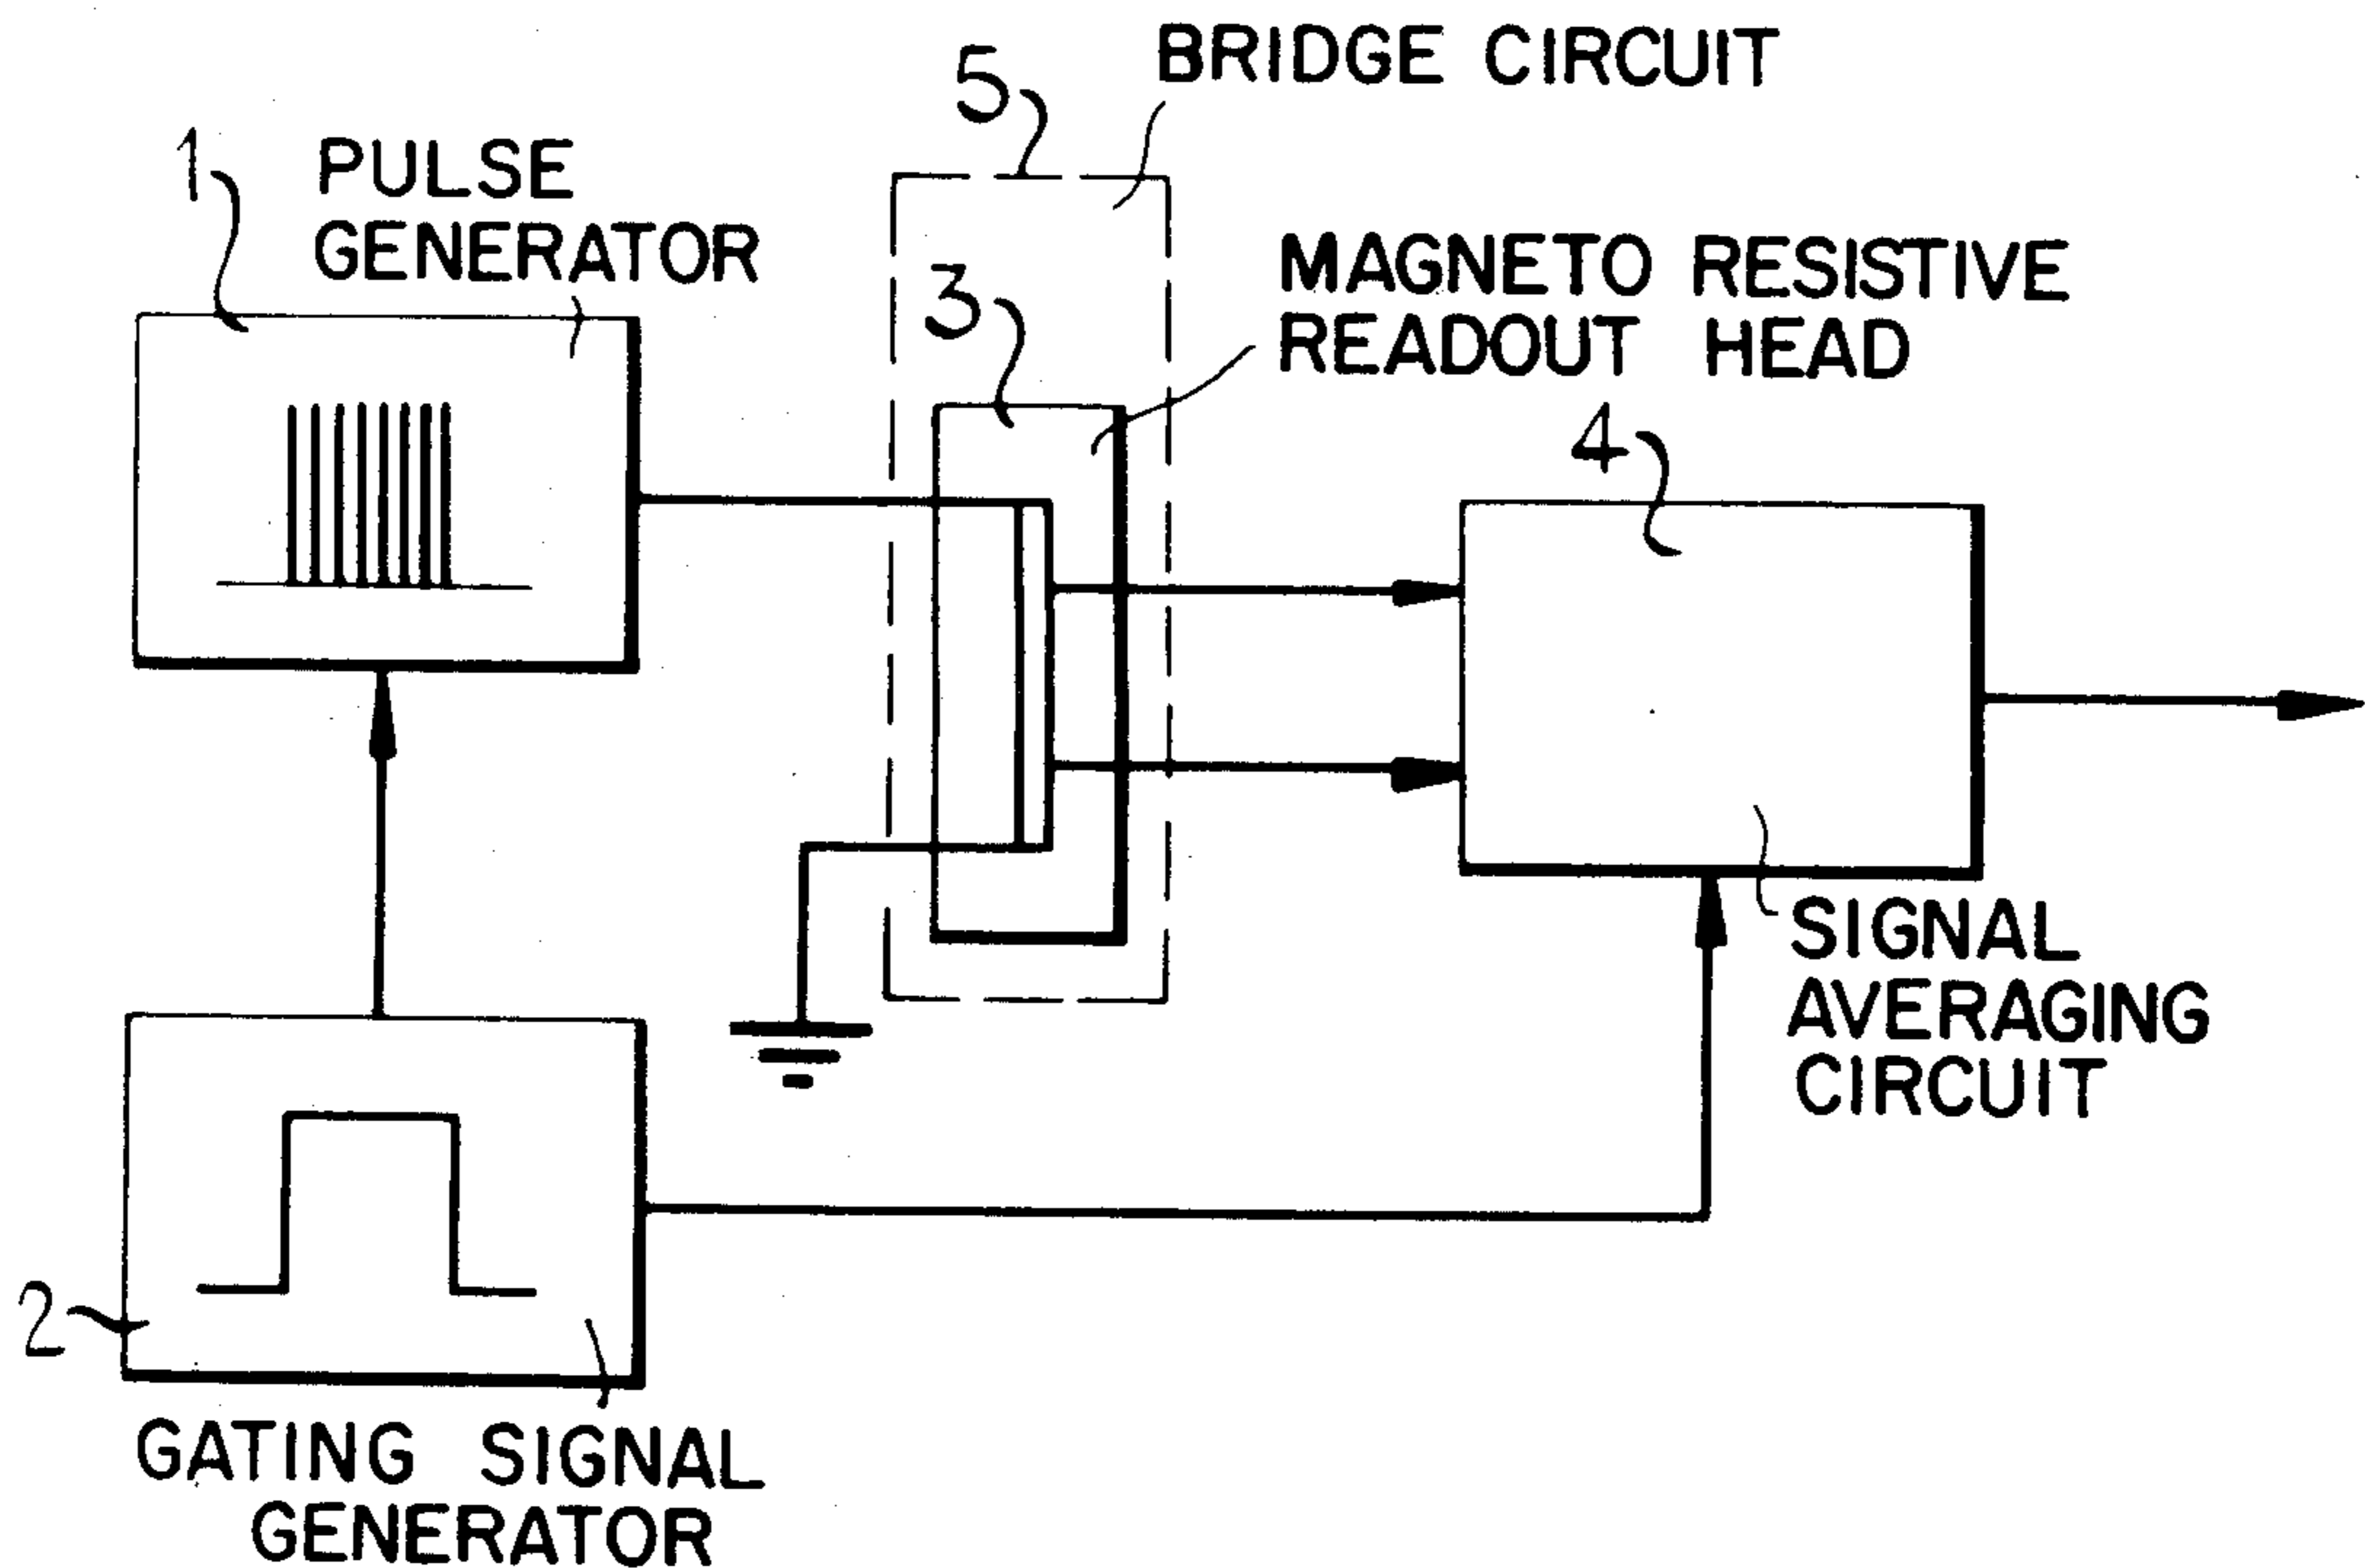 5
BRIDGE CIRCUIT
1
PULSE
GENERATOR
3
MAGNETO RESISTIVE
READOUT HEAD
4
SIGNAL
AVERAGING
CIRCUIT
2
GATING SIGNAL
GENERATOR